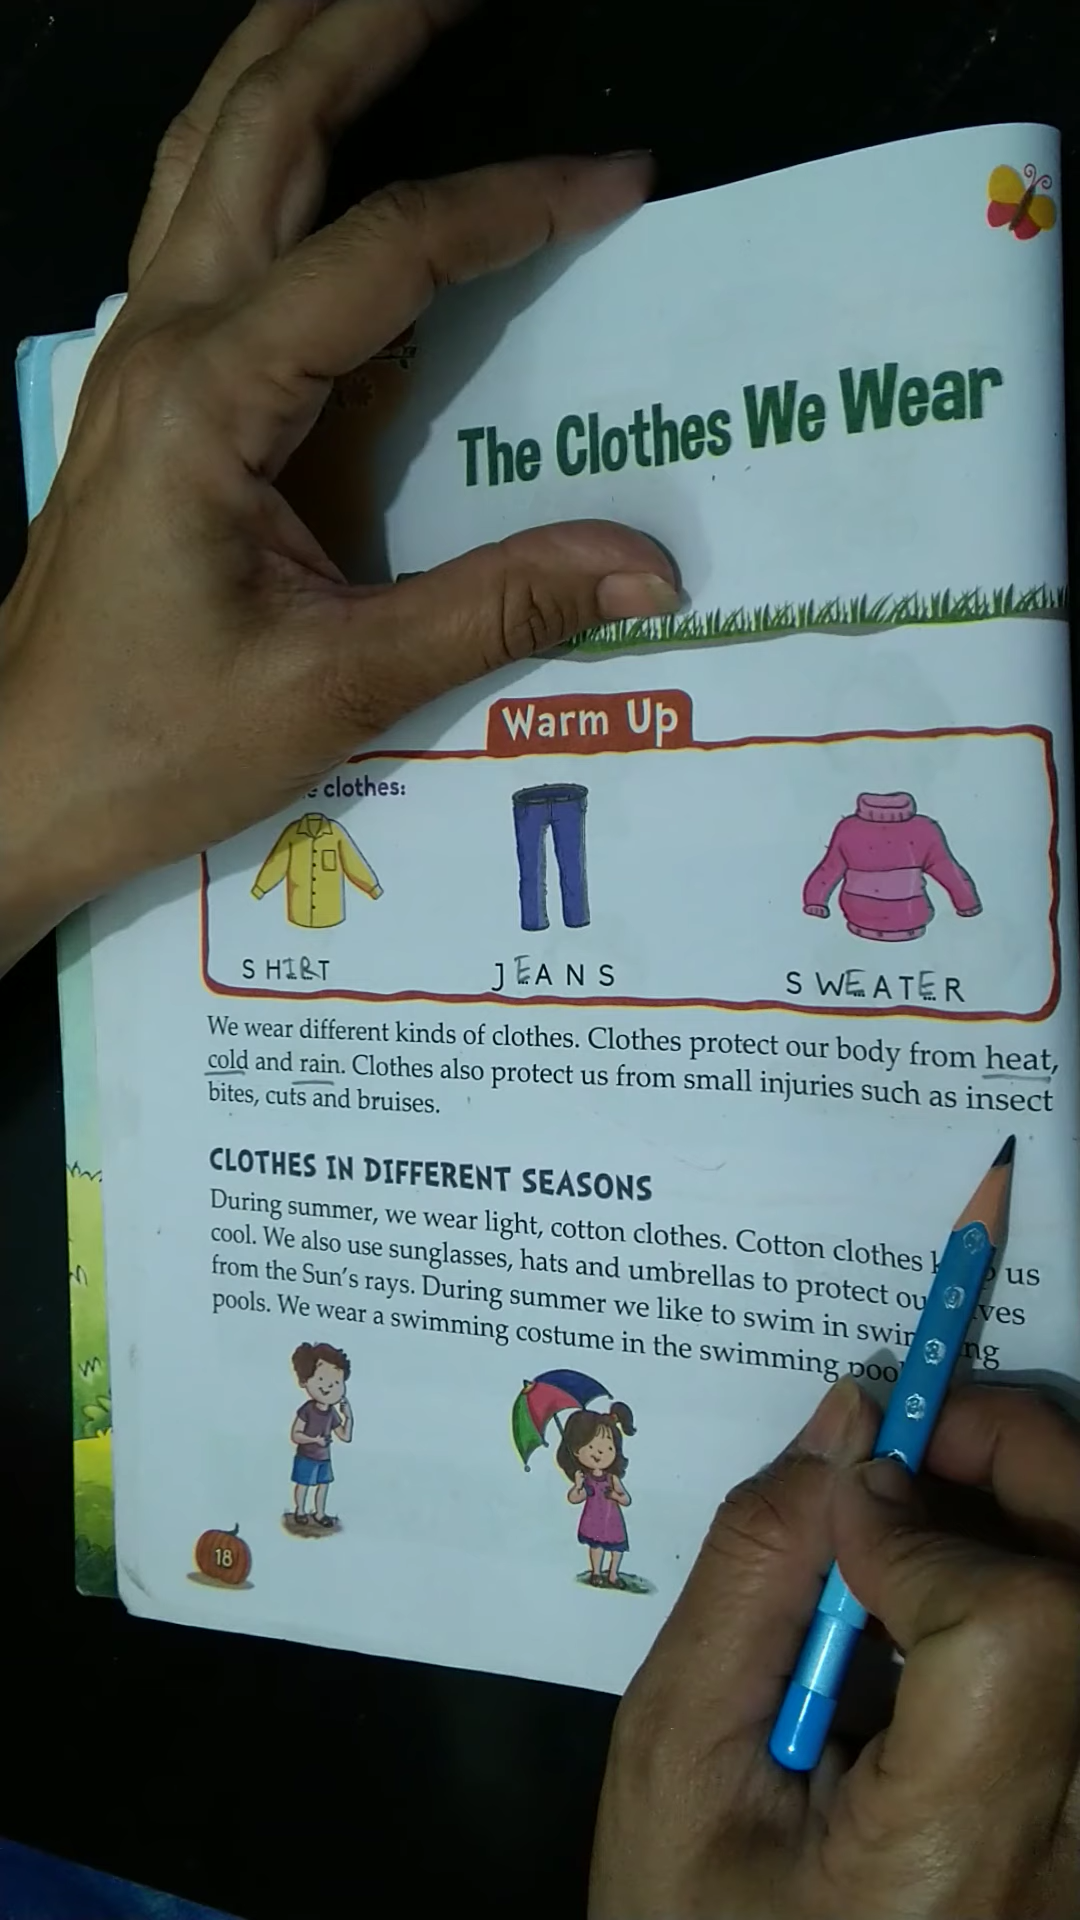 The Clothes We Wear
Warm Up
clothes:
SHIRT
JEANS
SWEATER
We wear different kinds of clothes. Clothes protect our body from heat,
cold and rain. Clothes also protect us from small injuries such as insect
bites, cuts and bruises.
CLOTHES IN DIFFERENT SEASONS
During summer, we wear light, cotton clothes. Cotton clothes us
cool. We also use sunglasses, hats and umbrellas to protect
from the Sun's rays. During summer we like to swim in
pools. We wear a swimming costume in the swimming
18